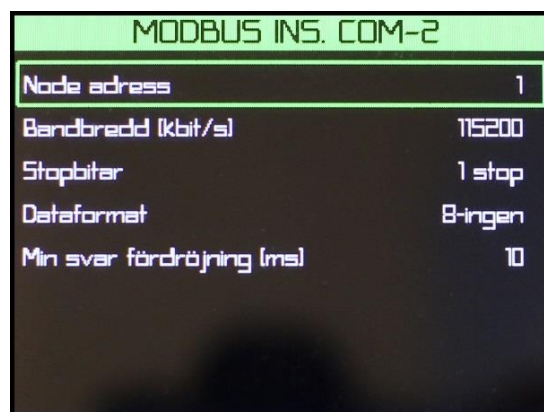 MODBUS INS. COM-2
Node adress 1
Bandbredd (kbit/s) 115200
Stopbitar 1 stop
Dataformat 8-ingen
Min svar fördröjning (ms) 10